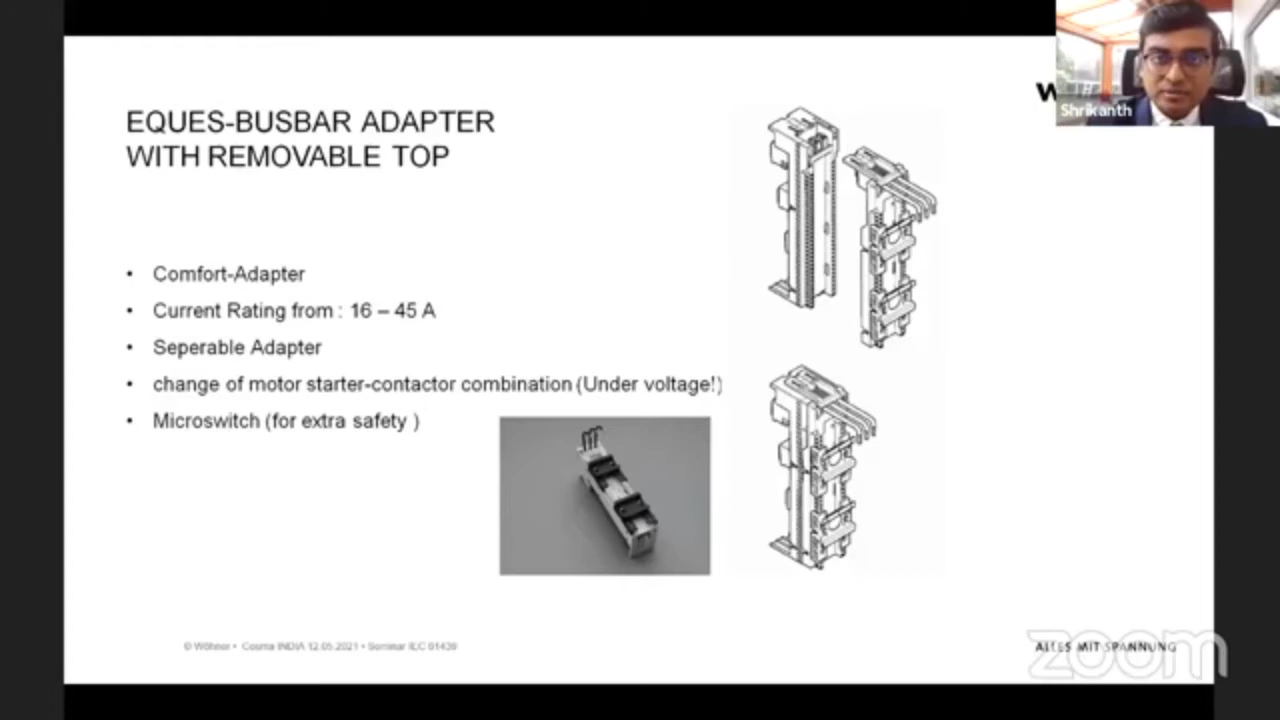 EQUES-BUSBAR ADAPTER
WITH REMOVABLE TOP
• Comfort-Adapter
• Current Rating from : 16 – 45 A
• Seperable Adapter
• change of motor starter-contactor combination (Under voltage!)
• Microswitch (for extra safety )
© Wöhner • Cosma INDIA 12.05.2021 • Seminar IEC 61439
ALLES MIT SPANNUNG
zoom
Shrikanth